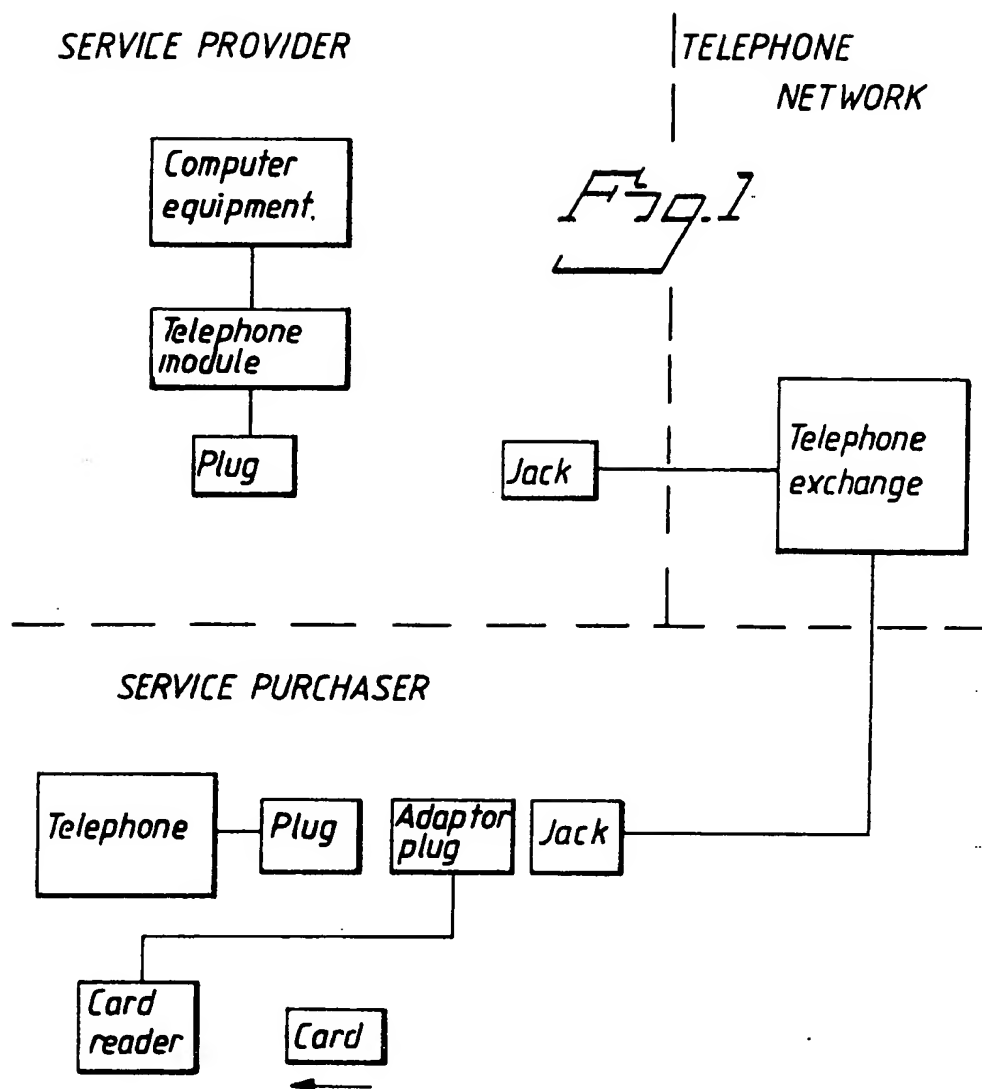 SERVICE PROVIDER
TELEPHONE
NETWORK
Computer
equipment.
Fig.1
Telephone
module
Plug
Jack
Telephone
exchange
SERVICE PURCHASER
Telephone
Plug
Adaptor
plug
Jack
Card
reader
Card